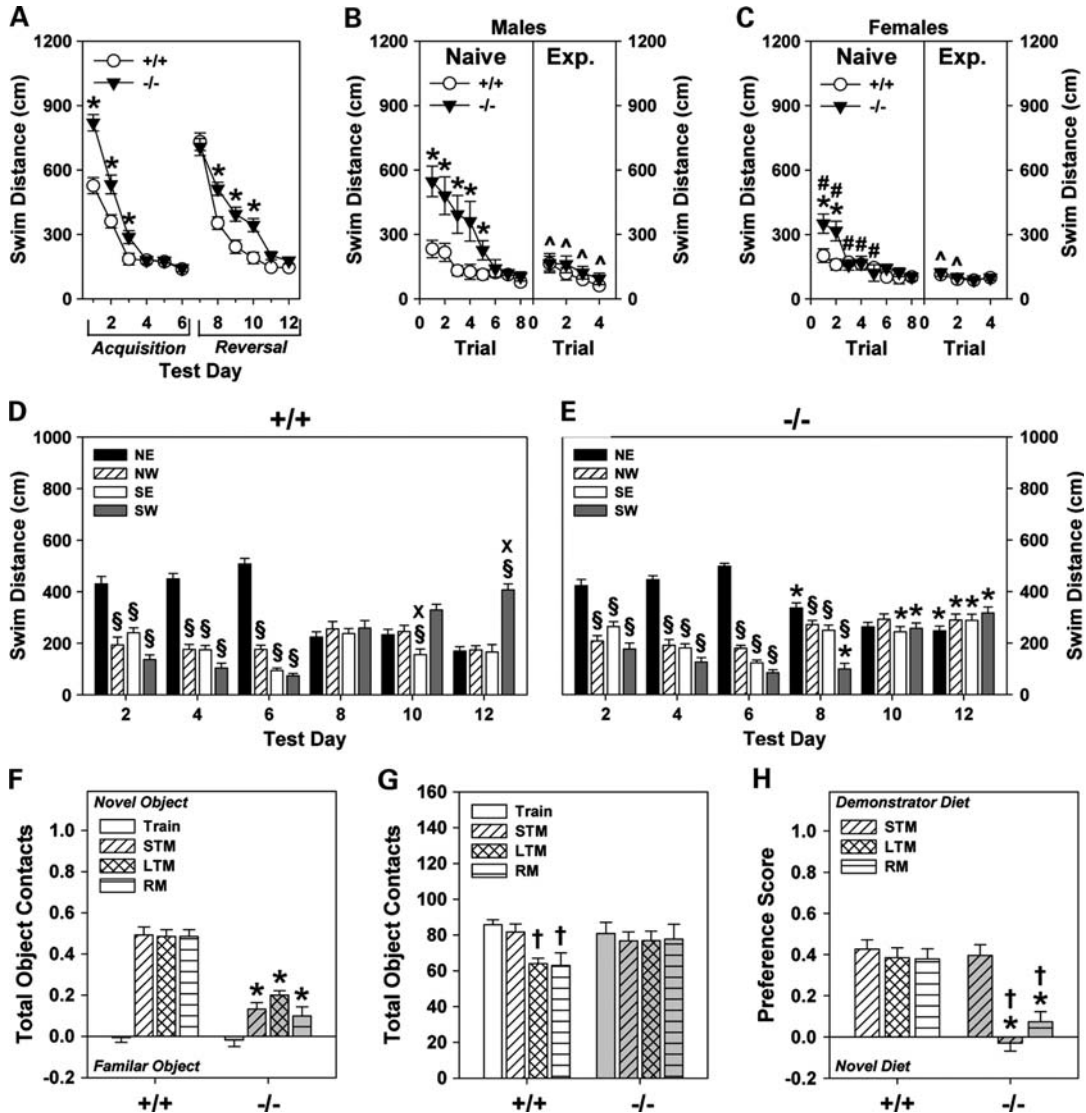 A
1200
900
600
300
0
Swim Distance (cm)
+/+
-/-
*
*
*
*
*
*
2 4 6 8 10 12
Acquisition Reversal
Test Day
B Males
1200
900
600
300
0
Swim Distance (cm)
Naive Exp.
+/+
-/-
* * * * *
^ ^ ^ ^
0 2 4 6 8 0 2 4
Trial Trial
1200
900
600
300
0
Swim Distance (cm)
C Females
Naive Exp.
+/+
-/-
# #
* *
## # #
^ ^
0 2 4 6 8 0 2 4
Trial Trial
1200
900
600
300
0
Swim Distance (cm)
D +/+
1000
800
600
400
200
0
Swim Distance (cm)
NE
NW
SE
SW
§ § §
§ § §
§ § §
X
§
X
§
2 4 6 8 10 12
Test Day
E -/-
NE
NW
SE
SW
§ § §
§ § §
§ § §
* § § §
*
* *
* * * *
2 4 6 8 10 12
Test Day
1000
800
600
400
200
0
Swim Distance (cm)
F
Novel Object
Train
STM
LTM
RM
1.0
0.8
0.6
0.4
0.2
0.0
-0.2
Total Object Contacts
* * *
Familar Object
+/+ -/-
G
160
140
120
100
80
60
40
20
0
Total Object Contacts
Train
STM
LTM
RM
† †
+/+ -/-
H
Demonstrator Diet
STM
LTM
RM
1.0
0.8
0.6
0.4
0.2
0.0
-0.2
Preference Score
† †
* *
Novel Diet
+/+ -/-